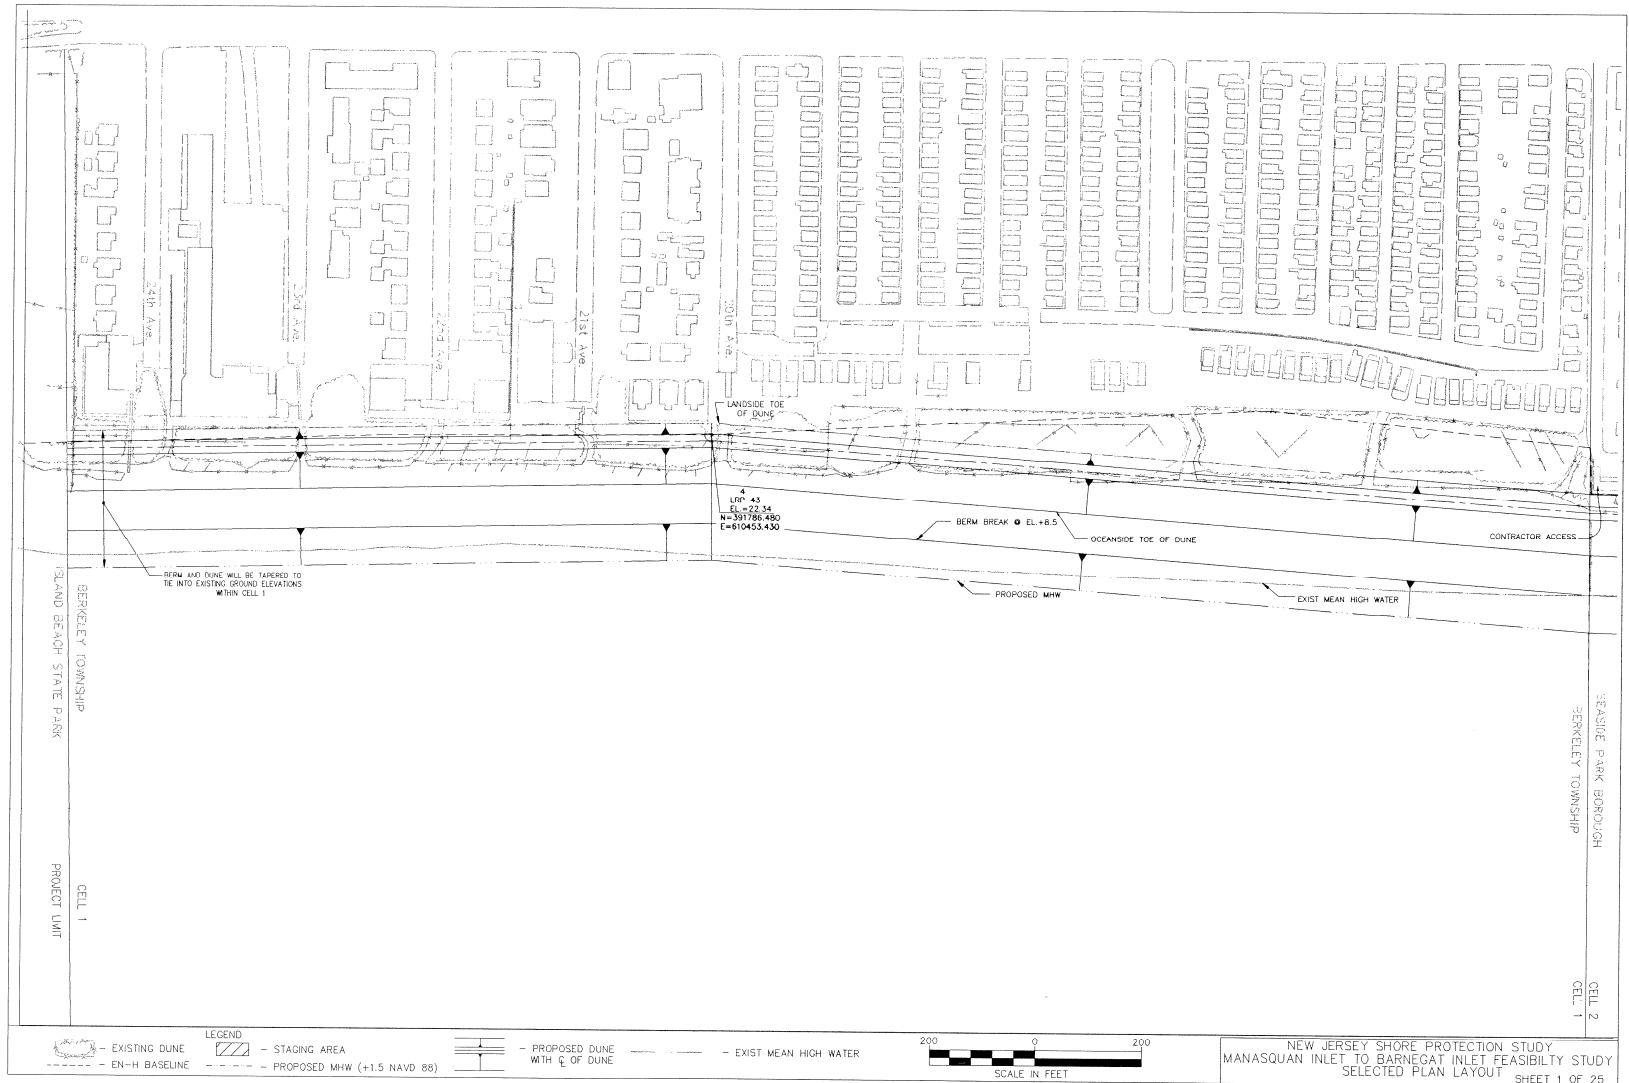 24th Ave.
23rd Ave.
22nd Ave.
21st Ave.
20th Ave.
LANDSIDE TOE
OF DUNE
4
LRP 43
EL.=22.34
N=391786.480
E=610453.430
BERM BREAK @ EL.+8.5
OCEANSIDE TOE OF DUNE
CONTRACTOR ACCESS
BERM AND DUNE WILL BE TAPERED TO
TIE INTO EXISTING GROUND ELEVATIONS
WITHIN CELL 1
PROPOSED MHW
EXIST MEAN HIGH WATER
ISLAND BEACH STATE PARK
BERKELEY TOWNSHIP
PROJECT LIMIT
CELL 1
SEASIDE PARK BOROUGH
BERKELEY TOWNSHIP
CELL 2
CELL 1
LEGEND
- EXISTING DUNE
- STAGING AREA
- PROPOSED DUNE
WITH ℄ OF DUNE
- EXIST MEAN HIGH WATER
- EN-H BASELINE
- PROPOSED MHW (+1.5 NAVD 88)
200 0 200
SCALE IN FEET
NEW JERSEY SHORE PROTECTION STUDY
MANASQUAN INLET TO BARNEGAT INLET FEASIBILTY STUDY
SELECTED PLAN LAYOUT
SHEET 1 OF 25